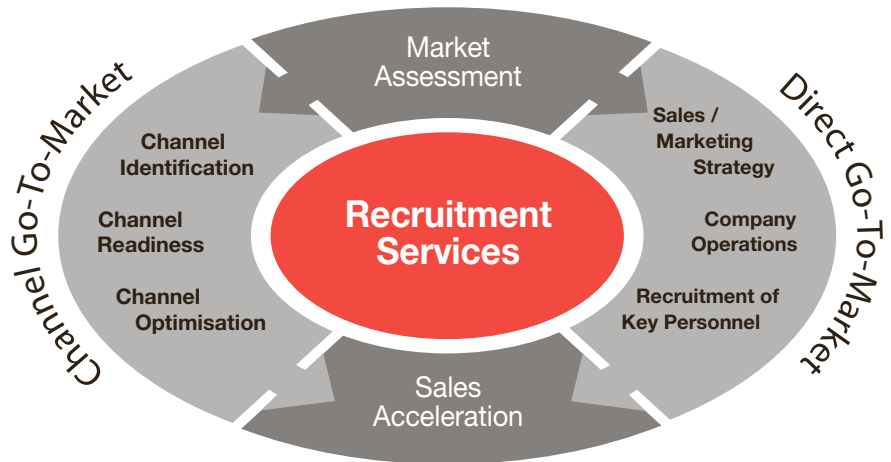 Market
Assessment
Channel Go-To-Market
Channel
Identification
Channel
Readiness
Channel
Optimisation
Recruitment
Services
Sales /
Marketing
Strategy
Company
Operations
Recruitment of
Key Personnel
Direct Go-To-Market
Sales
Acceleration